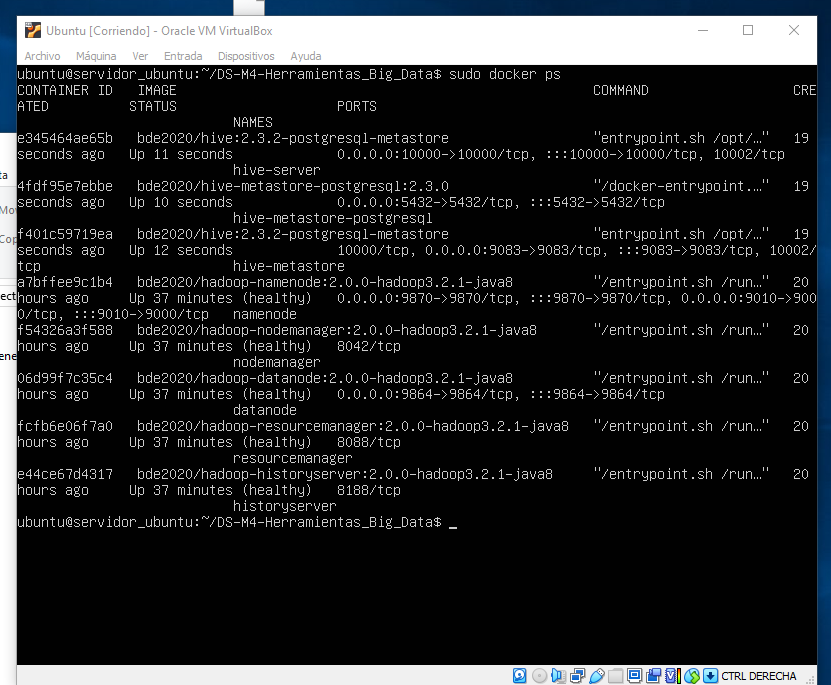 Ubuntu [Corriendo] - Oracle VM VirtualBox
Archivo Máquina Ver Entrada Dispositivos Ayuda
ubuntu@servidor_ubuntu:~/DS-M4-Herramientas_Big_Data$ sudo docker ps
CONTAINER ID   IMAGE                                                    COMMAND                  CRE
ATED          STATUS                    PORTS
                           NAMES
e345464ae65b   bde2020/hive:2.3.2-postgresql-metastore                  "entrypoint.sh /opt/…"   19
seconds ago   Up 11 seconds             0.0.0.0:10000->10000/tcp, :::10000->10000/tcp, 10002/tcp
                           hive-server
4fdf95e7ebbe   bde2020/hive-metastore-postgresql:2.3.0                  "/docker-entrypoint.…"   19
seconds ago   Up 10 seconds             0.0.0.0:5432->5432/tcp, :::5432->5432/tcp
                           hive-metastore-postgresql
f401c59719ea   bde2020/hive:2.3.2-postgresql-metastore                  "entrypoint.sh /opt/…"   19
seconds ago   Up 12 seconds             10000/tcp, 0.0.0.0:9083->9083/tcp, :::9083->9083/tcp, 10002/
tcp                        hive-metastore
a7bffee9c1b4   bde2020/hadoop-namenode:2.0.0-hadoop3.2.1-java8          "/entrypoint.sh /run…"   20
hours ago     Up 37 minutes (healthy)   0.0.0.0:9870->9870/tcp, :::9870->9870/tcp, 0.0.0.0:9010->900
0/tcp, :::9010->9000/tcp   namenode
f54326a3f588   bde2020/hadoop-nodemanager:2.0.0-hadoop3.2.1-java8       "/entrypoint.sh /run…"   20
hours ago     Up 37 minutes (healthy)   8042/tcp
                           nodemanager
06d99f7c35c4   bde2020/hadoop-datanode:2.0.0-hadoop3.2.1-java8          "/entrypoint.sh /run…"   20
hours ago     Up 37 minutes (healthy)   0.0.0.0:9864->9864/tcp, :::9864->9864/tcp
                           datanode
fcfb6e06f7a0   bde2020/hadoop-resourcemanager:2.0.0-hadoop3.2.1-java8   "/entrypoint.sh /run…"   20
hours ago     Up 37 minutes (healthy)   8088/tcp
                           resourcemanager
e44ce67d4317   bde2020/hadoop-historyserver:2.0.0-hadoop3.2.1-java8     "/entrypoint.sh /run…"   20
hours ago     Up 37 minutes (healthy)   8188/tcp
                           historyserver
ubuntu@servidor_ubuntu:~/DS-M4-Herramientas_Big_Data$ _
CTRL DERECHA